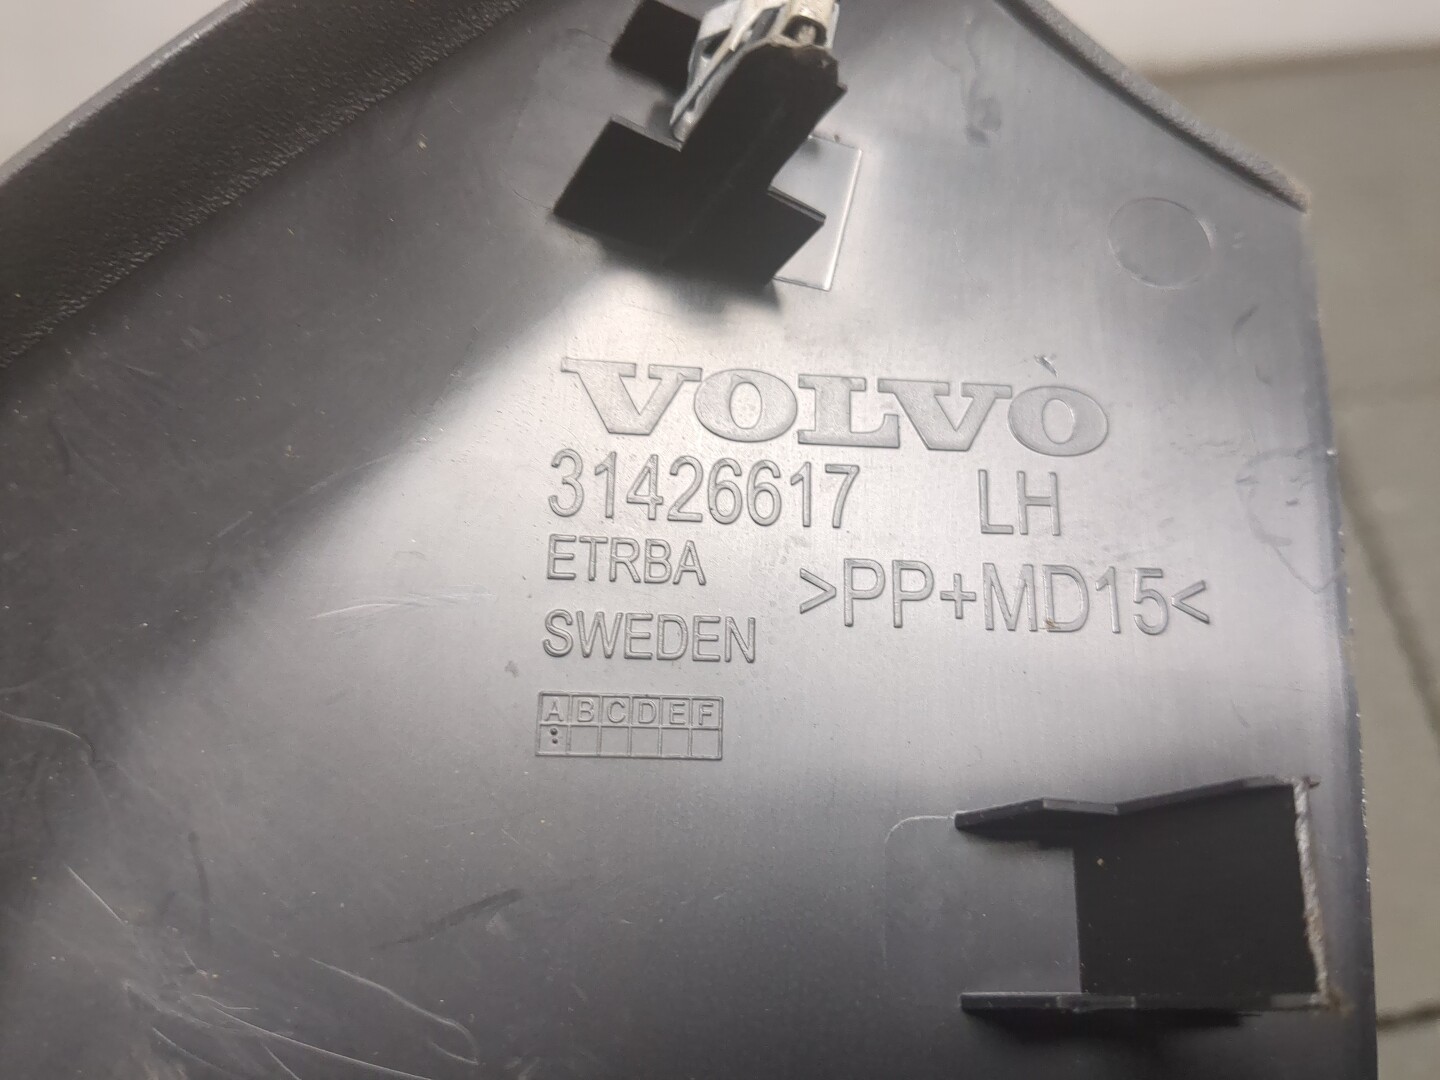 VOLVO
31426617 LH
ETRBA >PP+MD15<
SWEDEN
A B C D E F